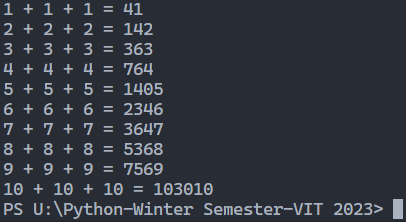 1 + 1 + 1 = 41
2 + 2 + 2 = 142
3 + 3 + 3 = 363
4 + 4 + 4 = 764
5 + 5 + 5 = 1405
6 + 6 + 6 = 2346
7 + 7 + 7 = 3647
8 + 8 + 8 = 5368
9 + 9 + 9 = 7569
10 + 10 + 10 = 103010
PS U:\Python-Winter Semester-VIT 2023>